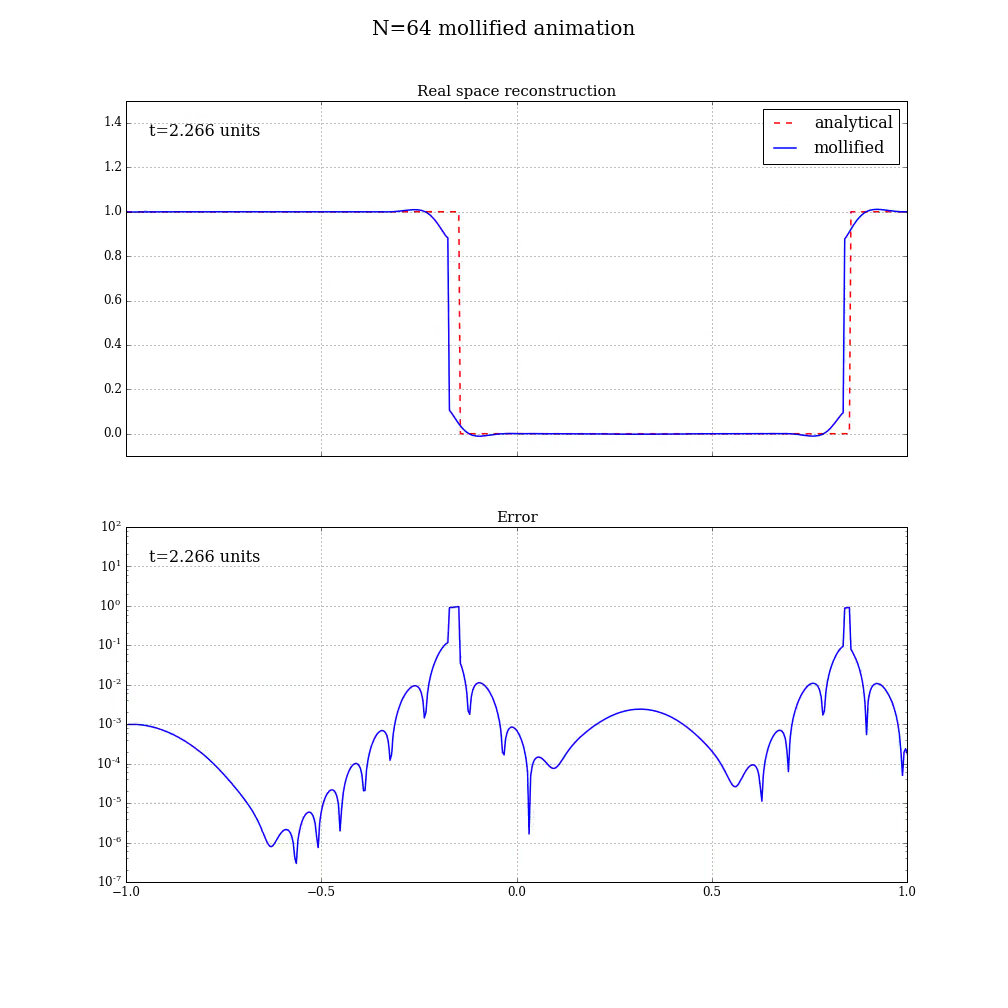 N=64 mollified animation
Real space reconstruction
t=2.266 units
analytical
mollified
1.4
1.2
1.0
0.8
0.6
0.4
0.2
0.0
Error
t=2.266 units
10²
10¹
10⁰
10⁻¹
10⁻²
10⁻³
10⁻⁴
10⁻⁵
10⁻⁶
10⁻⁷
−1.0 −0.5 0.0 0.5 1.0